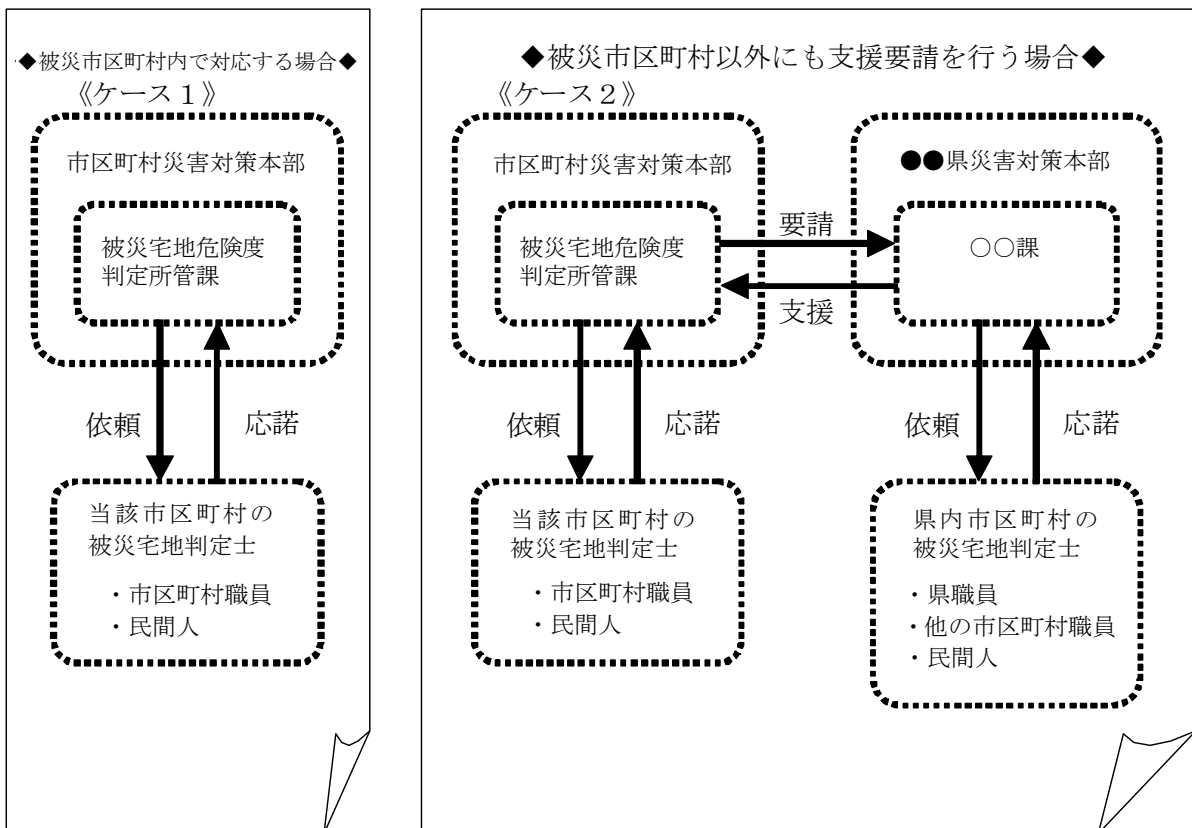 ◆被災市区町村内で対応する場合◆
《ケース１》
市区町村災害対策本部
被災宅地危険度
判定所管課
依頼
応諾
当該市区町村の
被災宅地判定士
・市区町村職員
・民間人
◆被災市区町村以外にも支援要請を行う場合◆
《ケース２》
市区町村災害対策本部
被災宅地危険度
判定所管課
要請
支援
●●県災害対策本部
○○課
依頼
応諾
当該市区町村の
被災宅地判定士
・市区町村職員
・民間人
依頼
応諾
県内市区町村の
被災宅地判定士
・県職員
・他の市区町村職員
・民間人